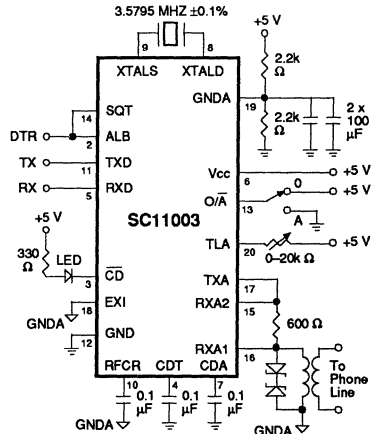 3.5795 MHZ ±0.1%
9
8
XTALS
XTALD
+5 V
2.2k
Ω
GNDA
19
2.2k
Ω
2 x
100
μF
SQT
14
DTR
ALB
2
TX
TXD
11
RX
RXD
5
SC11003
Vcc
6
+5 V
O/A
13
O
+5 V
A
TLA
20
0–20k Ω
+5 V
+5 V
330
Ω
LED
CD
3
EXI
18
GNDA
GND
12
TXA
17
RXA2
15
600 Ω
RXA1
16
To
Phone
Line
GNDA
RFCR
CDT
CDA
10
0.1
μF
4
0.1
μF
7
0.1
μF
GNDA